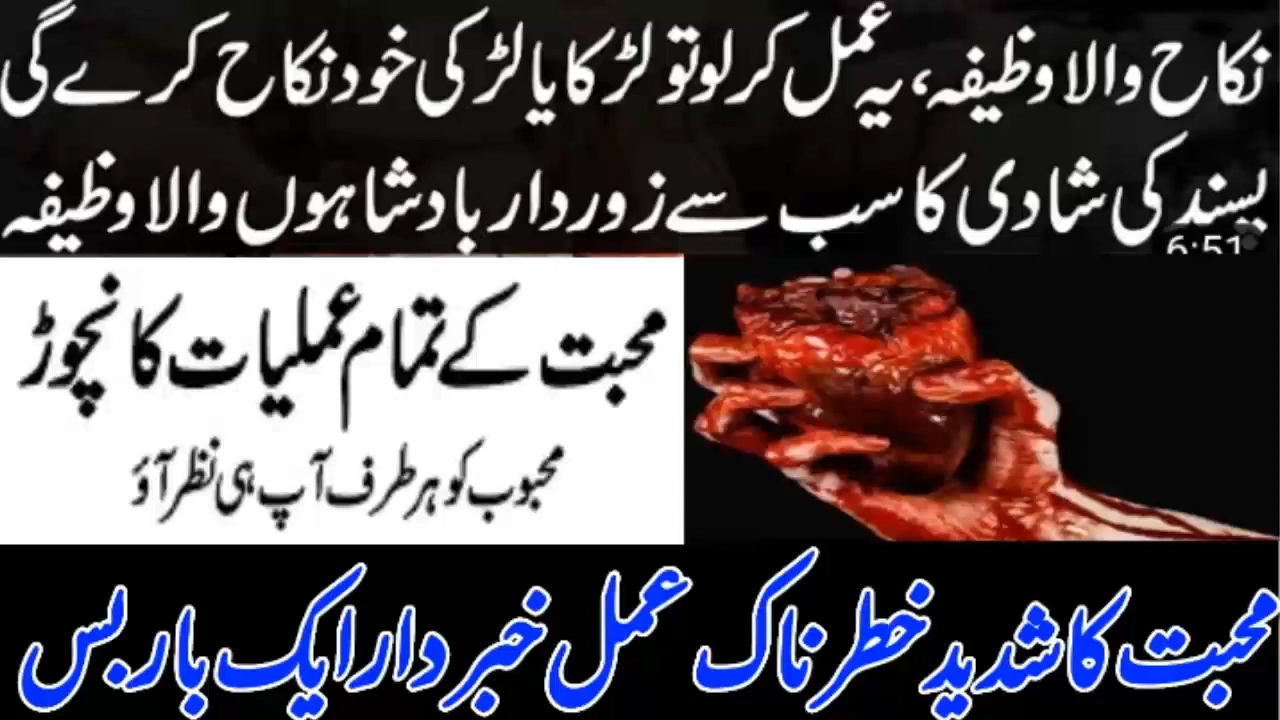 نکاح والا وظیفہ، یہ عمل کر لو تو لڑکا یا لڑکی خود نکاح کرے گی
پسند کی شادی کا سب سے زوردار بادشاہوں والا وظیفہ
6:51
محبت کے تمام عملیات کا نچوڑ
محبوب کو ہر طرف آپ ہی نظر آؤ
محبت کا شدید خطرناک عمل خبردار ایک بار بس